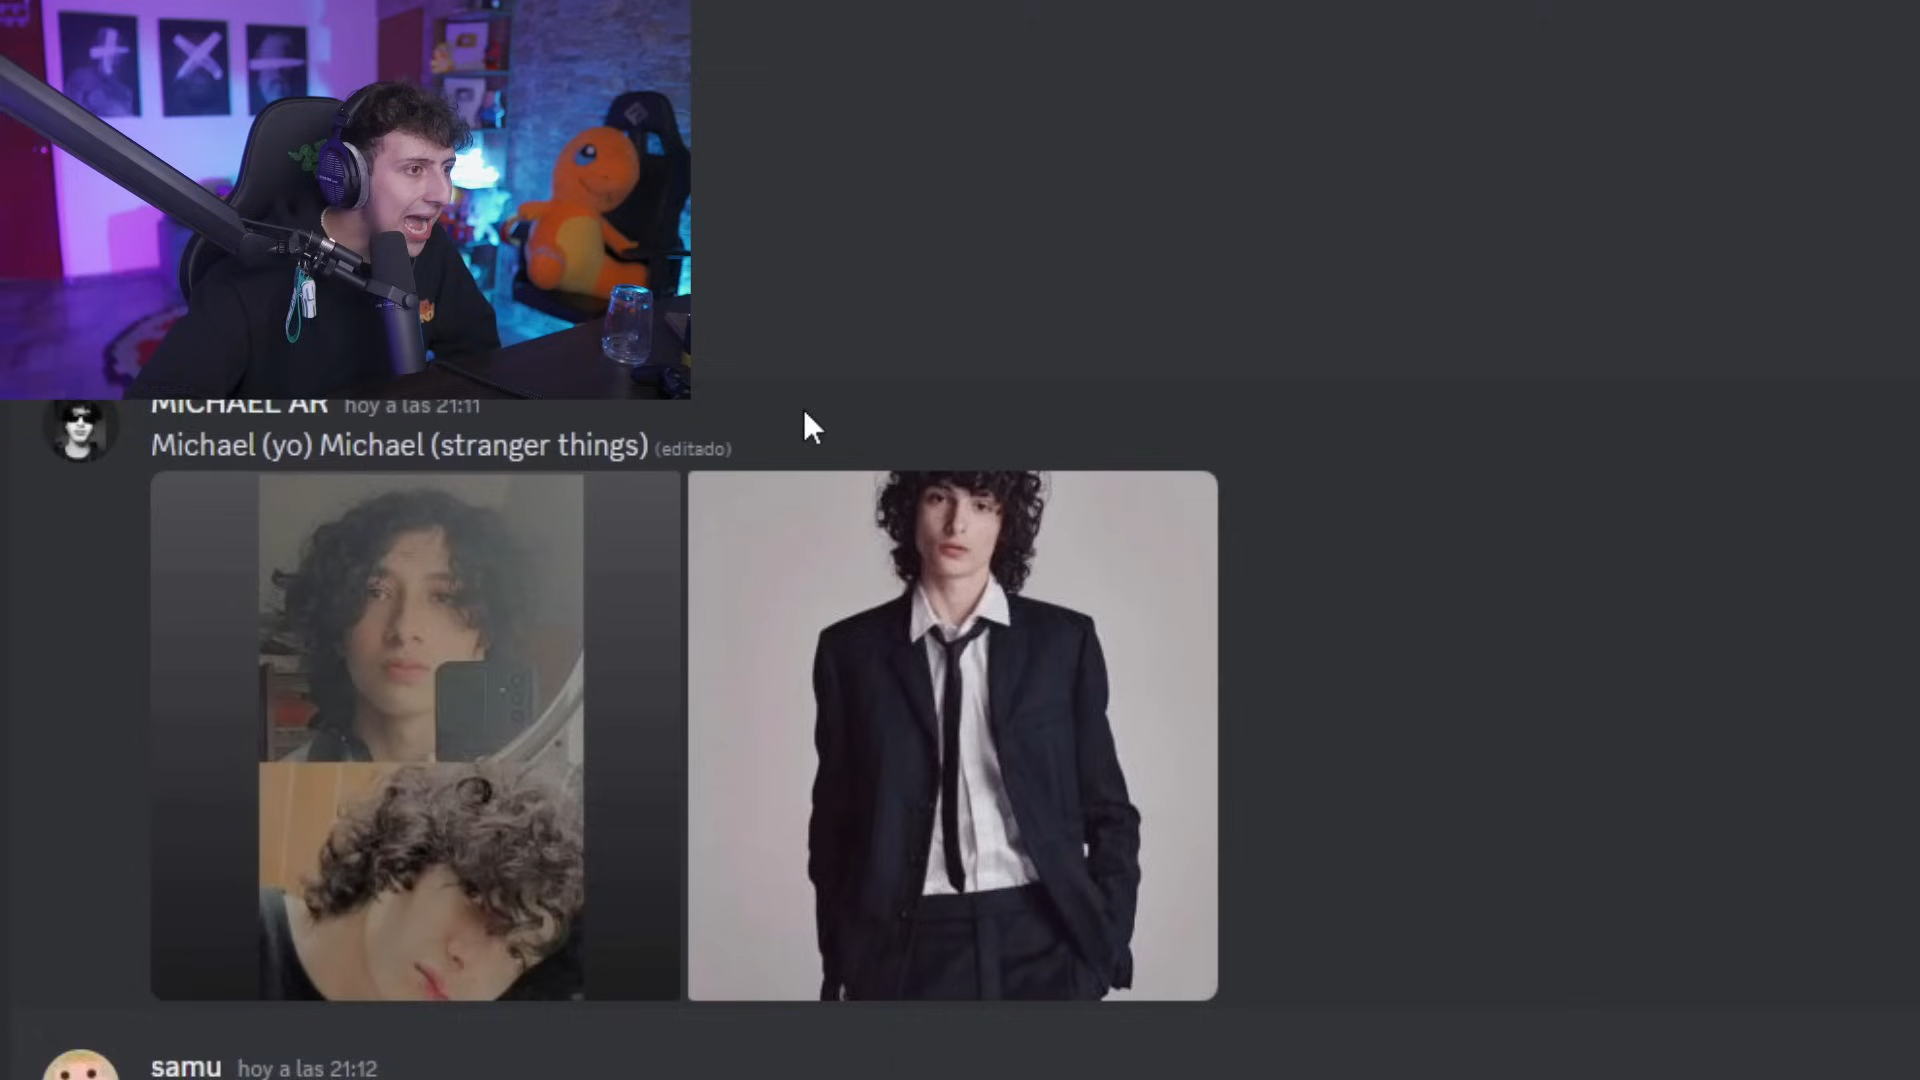 MICHAEL AR hoy a las 21:11
Michael (yo) Michael (stranger things) (editado)
samu hoy a las 21:12